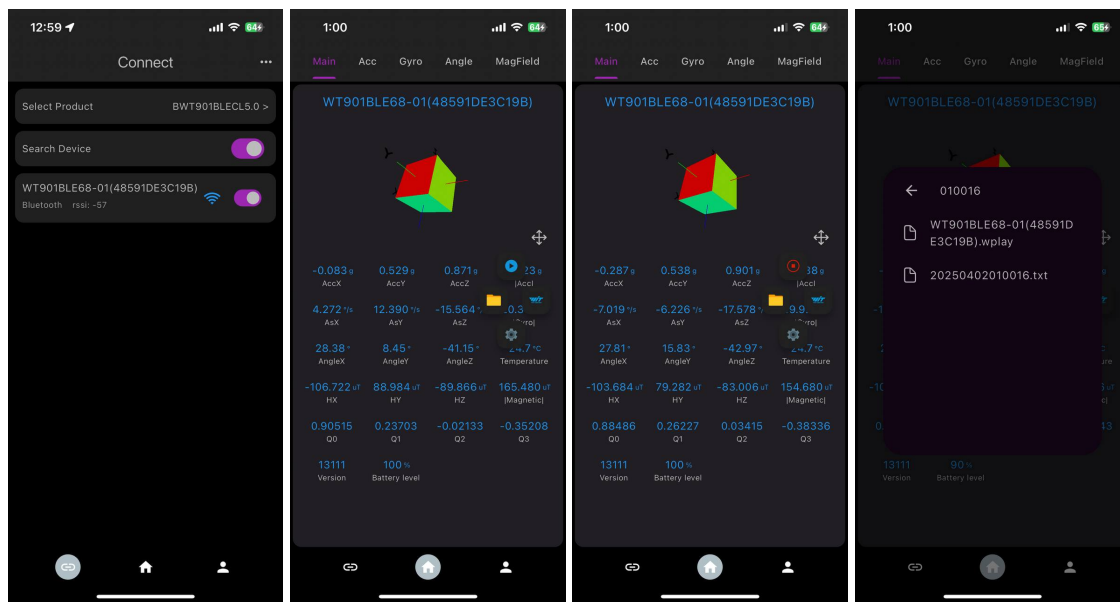 12:59
64
Connect
...
Select Product BWT901BLECL5.0 >
Search Device
WT901BLE68-01(48591DE3C19B)
Bluetooth rssi: -57
1:00
64
Main Acc Gyro Angle MagField
WT901BLE68-01(48591DE3C19B)
Y
-0.083 g 0.529 g 0.871 g 23 g
AccX AccY AccZ |Acc|
4.272 °/s 12.390 °/s -15.564
AsX AsY AsZ
28.38 ° 8.45 ° -41.15 ° 24.7 °C
AngleX AngleY AngleZ Temperature
-106.722 uT 88.984 uT -89.866 uT 165.480 uT
HX HY HZ |Magnetic|
0.90515 0.23703 -0.02133 -0.35208
Q0 Q1 Q2 Q3
13111 100 %
Version Battery level
1:00
64
Main Acc Gyro Angle MagField
WT901BLE68-01(48591DE3C19B)
Y
-0.287 g 0.538 g 0.901 g 38 g
AccX AccY AccZ |Acc|
-7.019 °/s -6.226 °/s -17.578
AsX AsY AsZ
27.81 ° 15.83 ° -42.97 ° 24.7 °C
AngleX AngleY AngleZ Temperature
-103.684 uT 79.282 uT -83.006 uT 154.680 uT
HX HY HZ |Magnetic|
0.88486 0.26227 0.03415 -0.38336
Q0 Q1 Q2 Q3
13111 100 %
Version Battery level
1:00
65
Main Acc Gyro Angle MagField
WT901BLE68-01(48591DE3C19B)
010016
WT901BLE68-01(48591D
E3C19B).wplay
20250402010016.txt
13111 90 %
Version Battery level